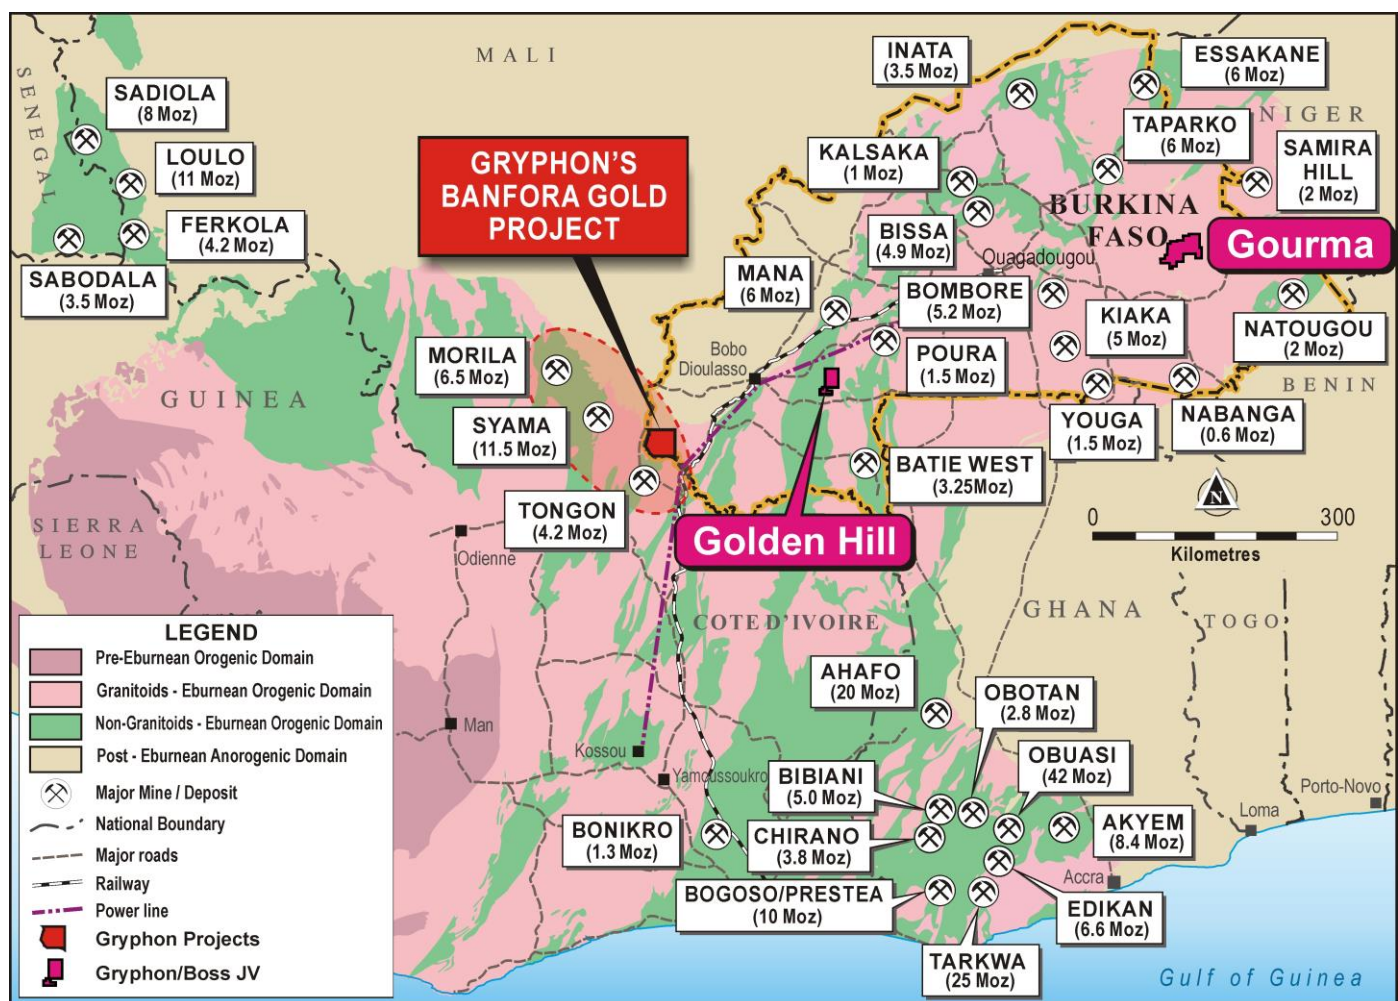 MALI
SENEGAL
SADIOLA
(8 Moz)
LOULO
(11 Moz)
FERKOLA
(4.2 Moz)
SABODALA
(3.5 Moz)
GRYPHON'S
BANFORA GOLD
PROJECT
INATA
(3.5 Moz)
ESSAKANE
(6 Moz)
NIGER
TAPARKO
(6 Moz)
SAMIRA
HILL
(2 Moz)
KALSAKA
(1 Moz)
BURKINA
FASO
BISSA
(4.9 Moz)
Gourma
Ouagadougou
MANA
(6 Moz)
BOMBORE
(5.2 Moz)
KIAKA
(5 Moz)
NATOUGOU
(2 Moz)
BENIN
POURA
(1.5 Moz)
Bobo
Dioulasso
MORILA
(6.5 Moz)
GUINEA
SYAMA
(11.5 Moz)
YOUGA
(1.5 Moz)
NABANGA
(0.6 Moz)
BATIE WEST
(3.25Moz)
TONGON
(4.2 Moz)
Golden Hill
N
0 300
Kilometres
SIERRA
LEONE
Odienne
GHANA
TOGO
COTE D'IVOIRE
AHAFO
(20 Moz)
OBOTAN
(2.8 Moz)
OBUASI
(42 Moz)
Man
Kossou
Yamoussoukro
BIBIANI
(5.0 Moz)
CHIRANO
(3.8 Moz)
BONIKRO
(1.3 Moz)
AKYEM
(8.4 Moz)
Porto-Novo
Loma
Accra
BOGOSO/PRESTEA
(10 Moz)
EDIKAN
(6.6 Moz)
TARKWA
(25 Moz)
Gulf of Guinea
LEGEND
Pre-Eburnean Orogenic Domain
Granitoids - Eburnean Orogenic Domain
Non-Granitoids - Eburnean Orogenic Domain
Post - Eburnean Anorogenic Domain
Major Mine / Deposit
National Boundary
Major roads
Railway
Power line
Gryphon Projects
Gryphon/Boss JV